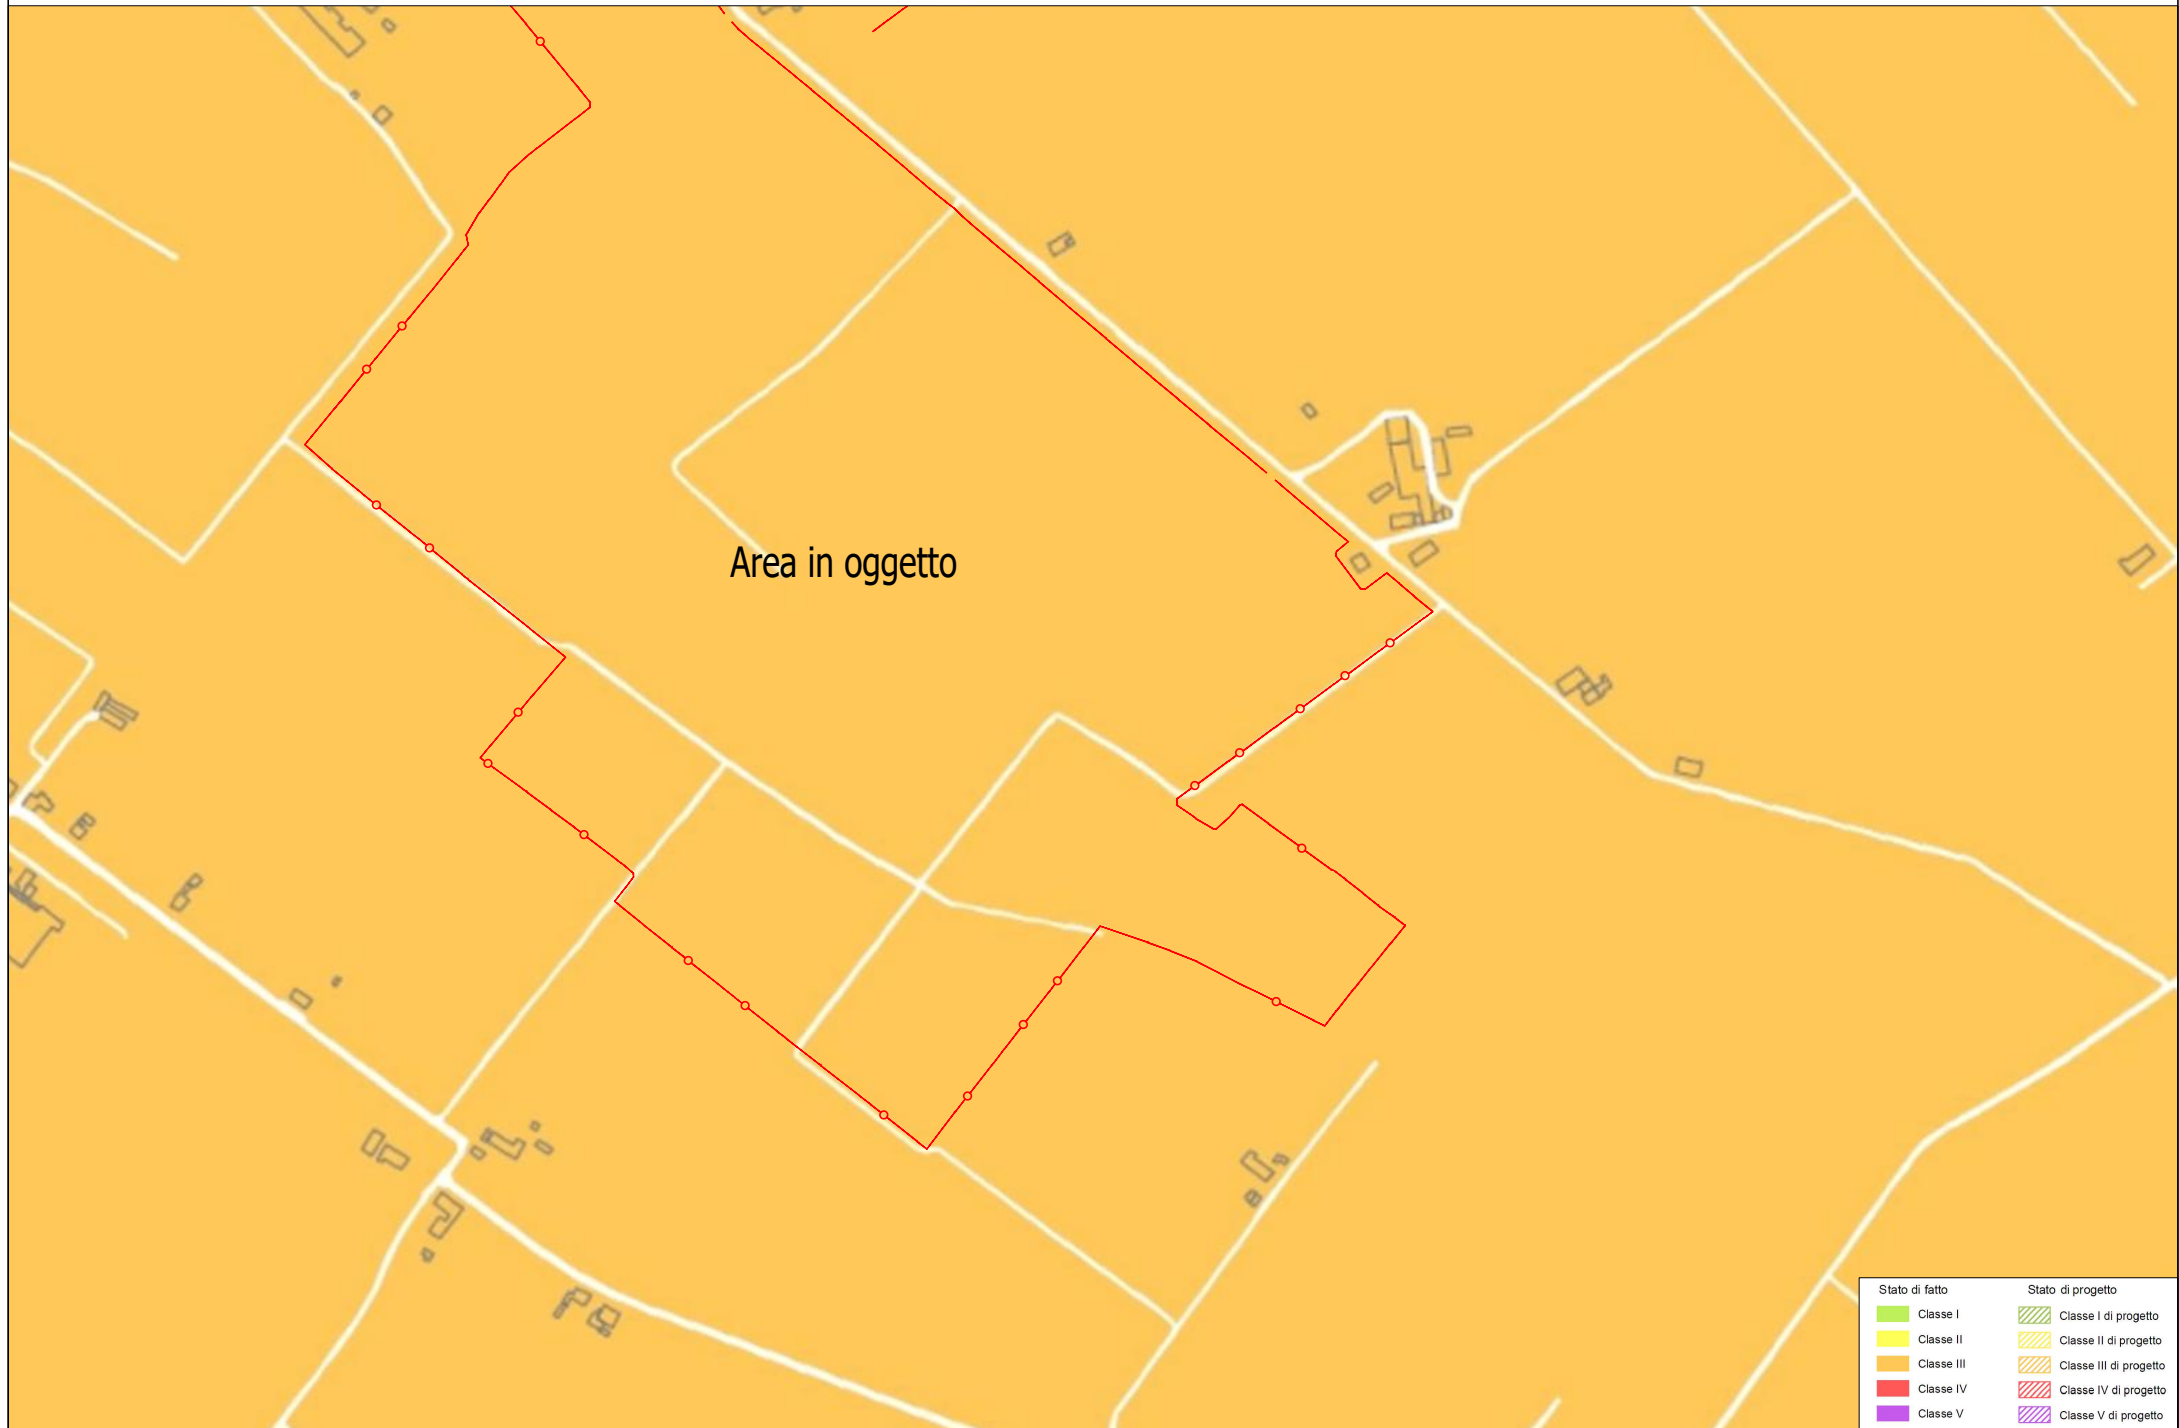 Area in oggetto
Stato di fatto Stato di progetto
Classe I Classe I di progetto
Classe II Classe II di progetto
Classe III Classe III di progetto
Classe IV Classe IV di progetto
Classe V Classe V di progetto